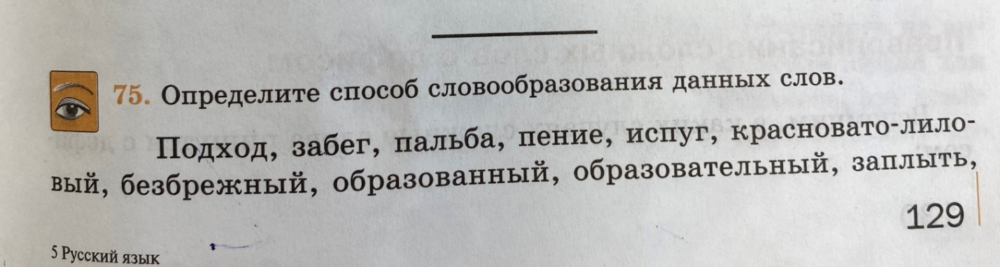 75. Определите способ словообразования данных слов.
Подход, забег, пальба, пение, испуг, красновато-лило-
вый, безбрежный, образованный, образовательный, заплыть,
129
5 Русский язык